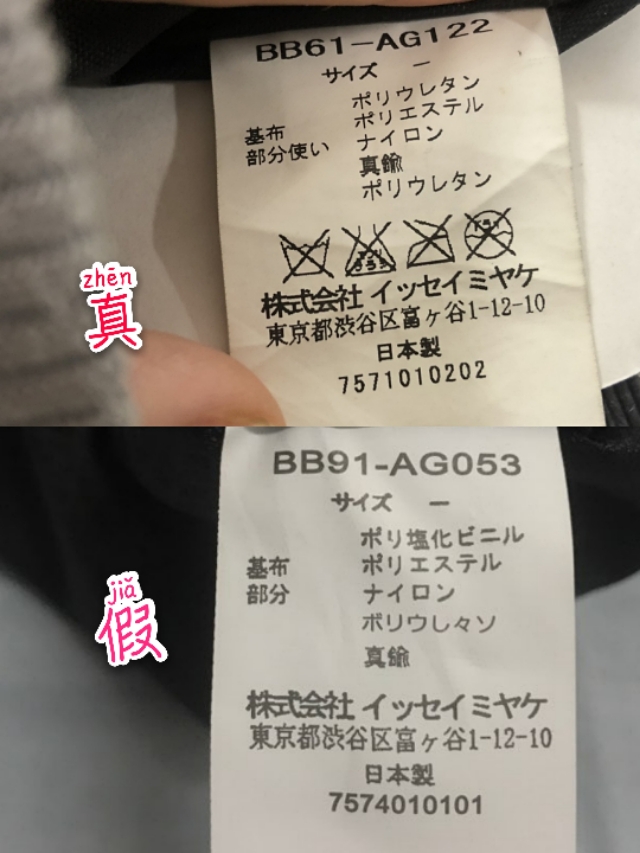 BB61-AG122
サイズ ー
ポリウレタン
基布 ポリエステル
部分使い ナイロン
真鍮
ポリウレタン
株式会社 イッセイミヤケ
東京都渋谷区富ヶ谷1-12-10
日本製
7571010202
zhēn
真
BB91-AG053
サイズ ー
ポリ塩化ビニル
基布 ポリエステル
部分 ナイロン
ポリウし々ソ
真鍮
株式会社 イッセイミヤケ
東京都渋谷区富ヶ谷1-12-10
日本製
7574010101
jiǎ
假